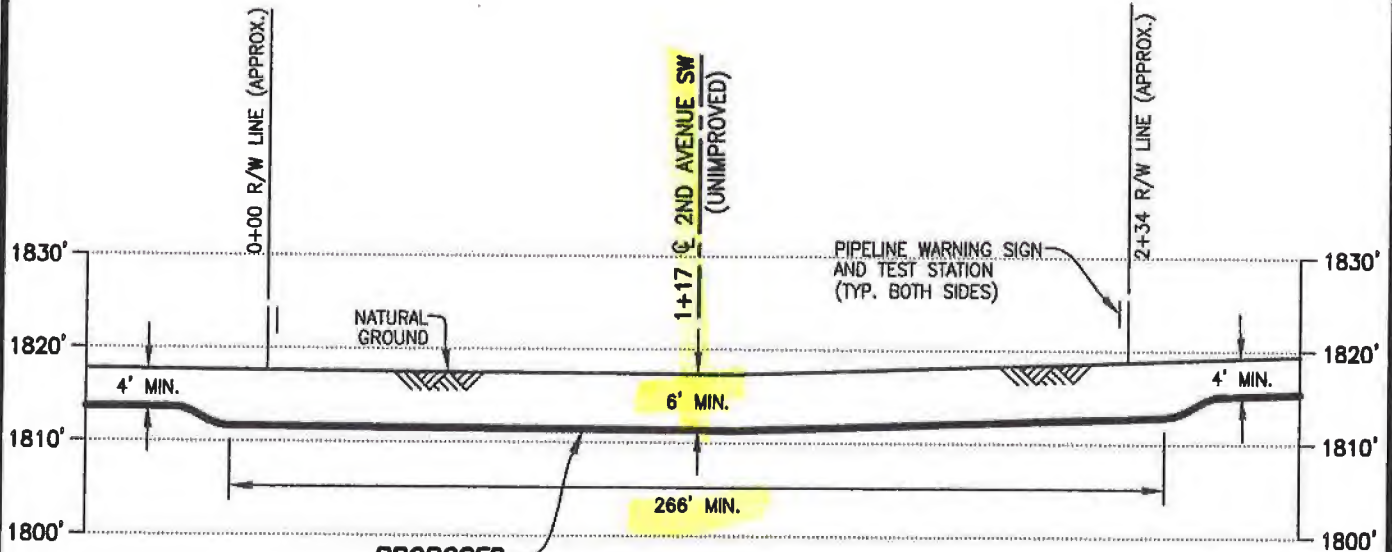 0+00 R/W LINE (APPROX.)
1+17 ℄ 2ND AVENUE SW
(UNIMPROVED)
2+34 R/W LINE (APPROX.)
1830'
1830'
PIPELINE WARNING SIGN
AND TEST STATION
(TYP. BOTH SIDES)
NATURAL
GROUND
1820'
1820'
4' MIN.
6' MIN.
4' MIN.
1810'
1810'
266' MIN.
1800'
1800'
PROPOSED